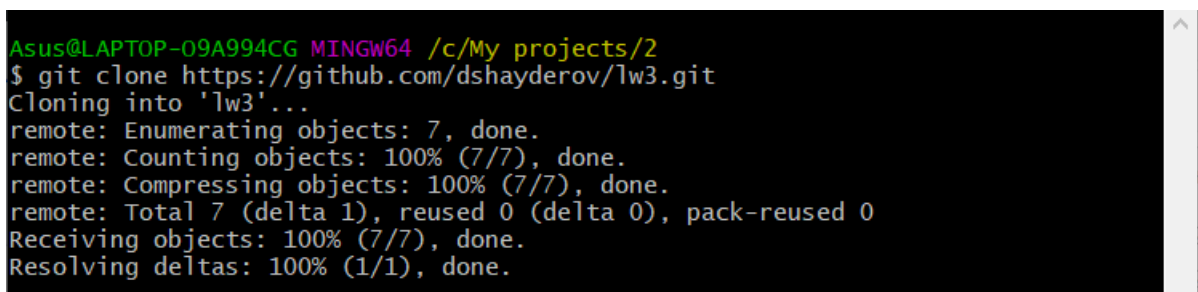 Asus@LAPTOP-O9A994CG MINGW64 /c/My projects/2
$ git clone https://github.com/dshayderov/lw3.git
Cloning into 'lw3'...
remote: Enumerating objects: 7, done.
remote: Counting objects: 100% (7/7), done.
remote: Compressing objects: 100% (7/7), done.
remote: Total 7 (delta 1), reused 0 (delta 0), pack-reused 0
Receiving objects: 100% (7/7), done.
Resolving deltas: 100% (1/1), done.